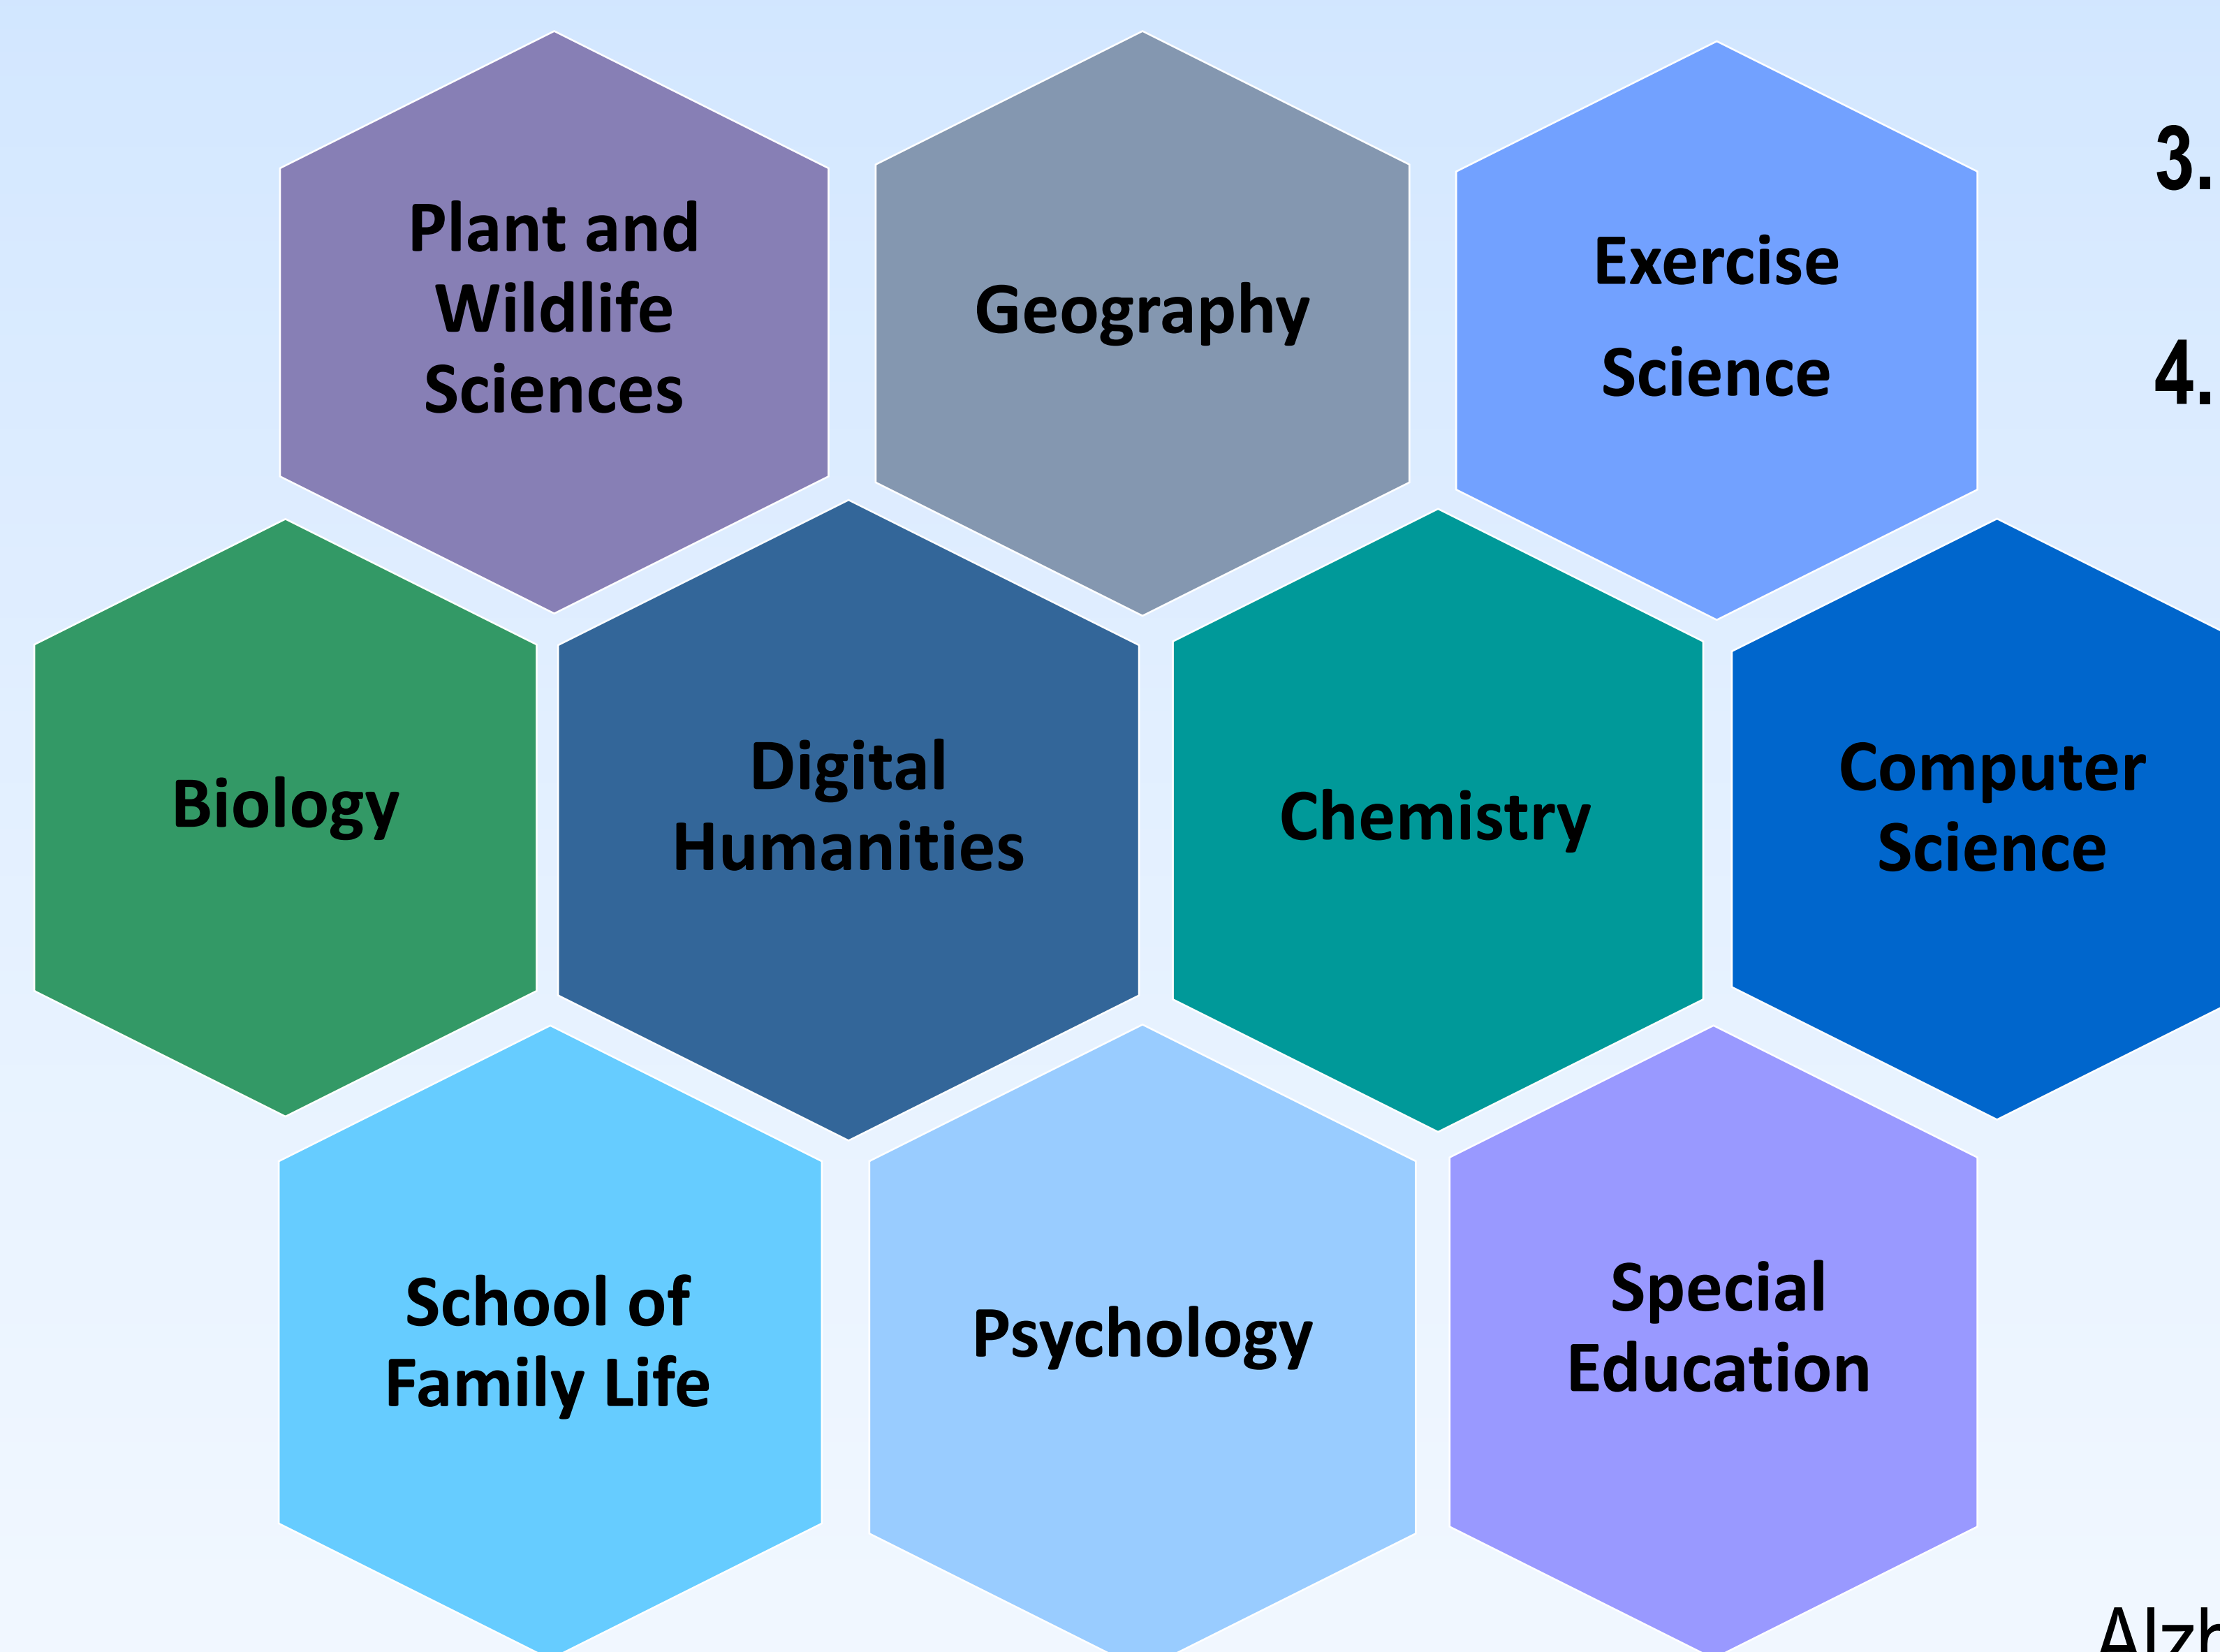 Plant and
Wildlife
Sciences
Geography
Exercise
Science
3.
4.
Biology
Digital
Humanities
Chemistry
Computer
Science
School of
Family Life
Psychology
Special
Education